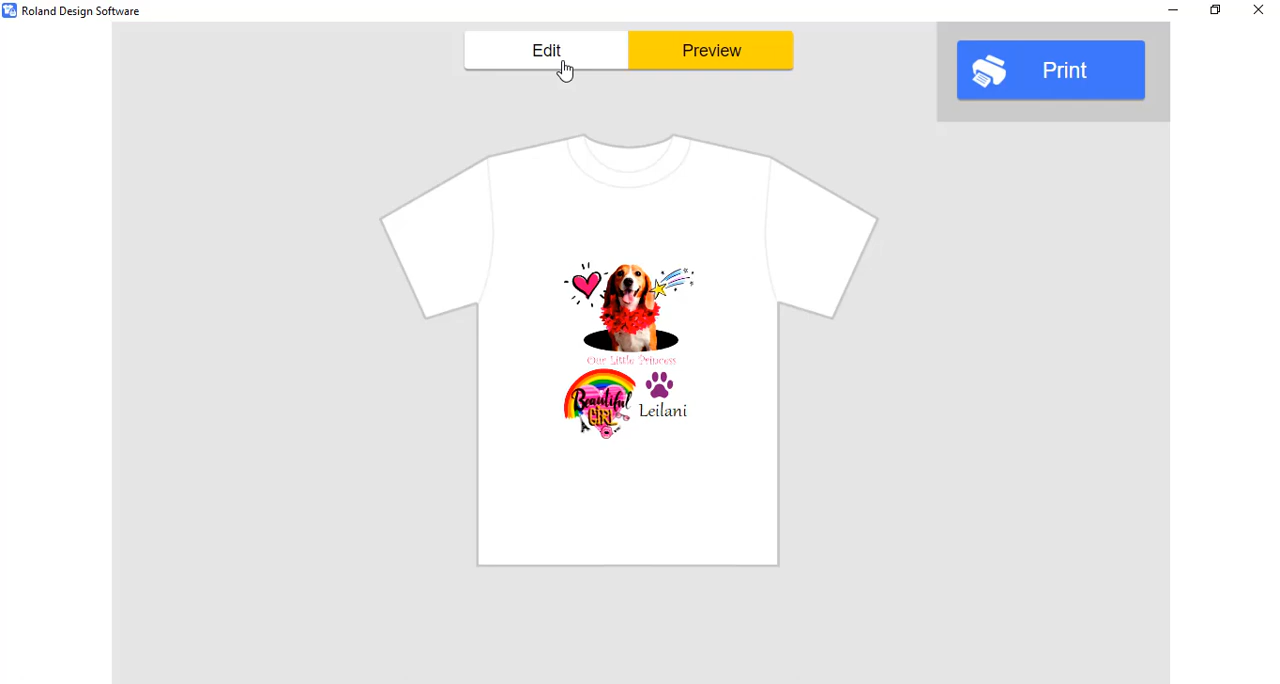 Roland Design Software
Edit
Preview
Print
Our Little Princess
Beautiful
GIRL
Leilani